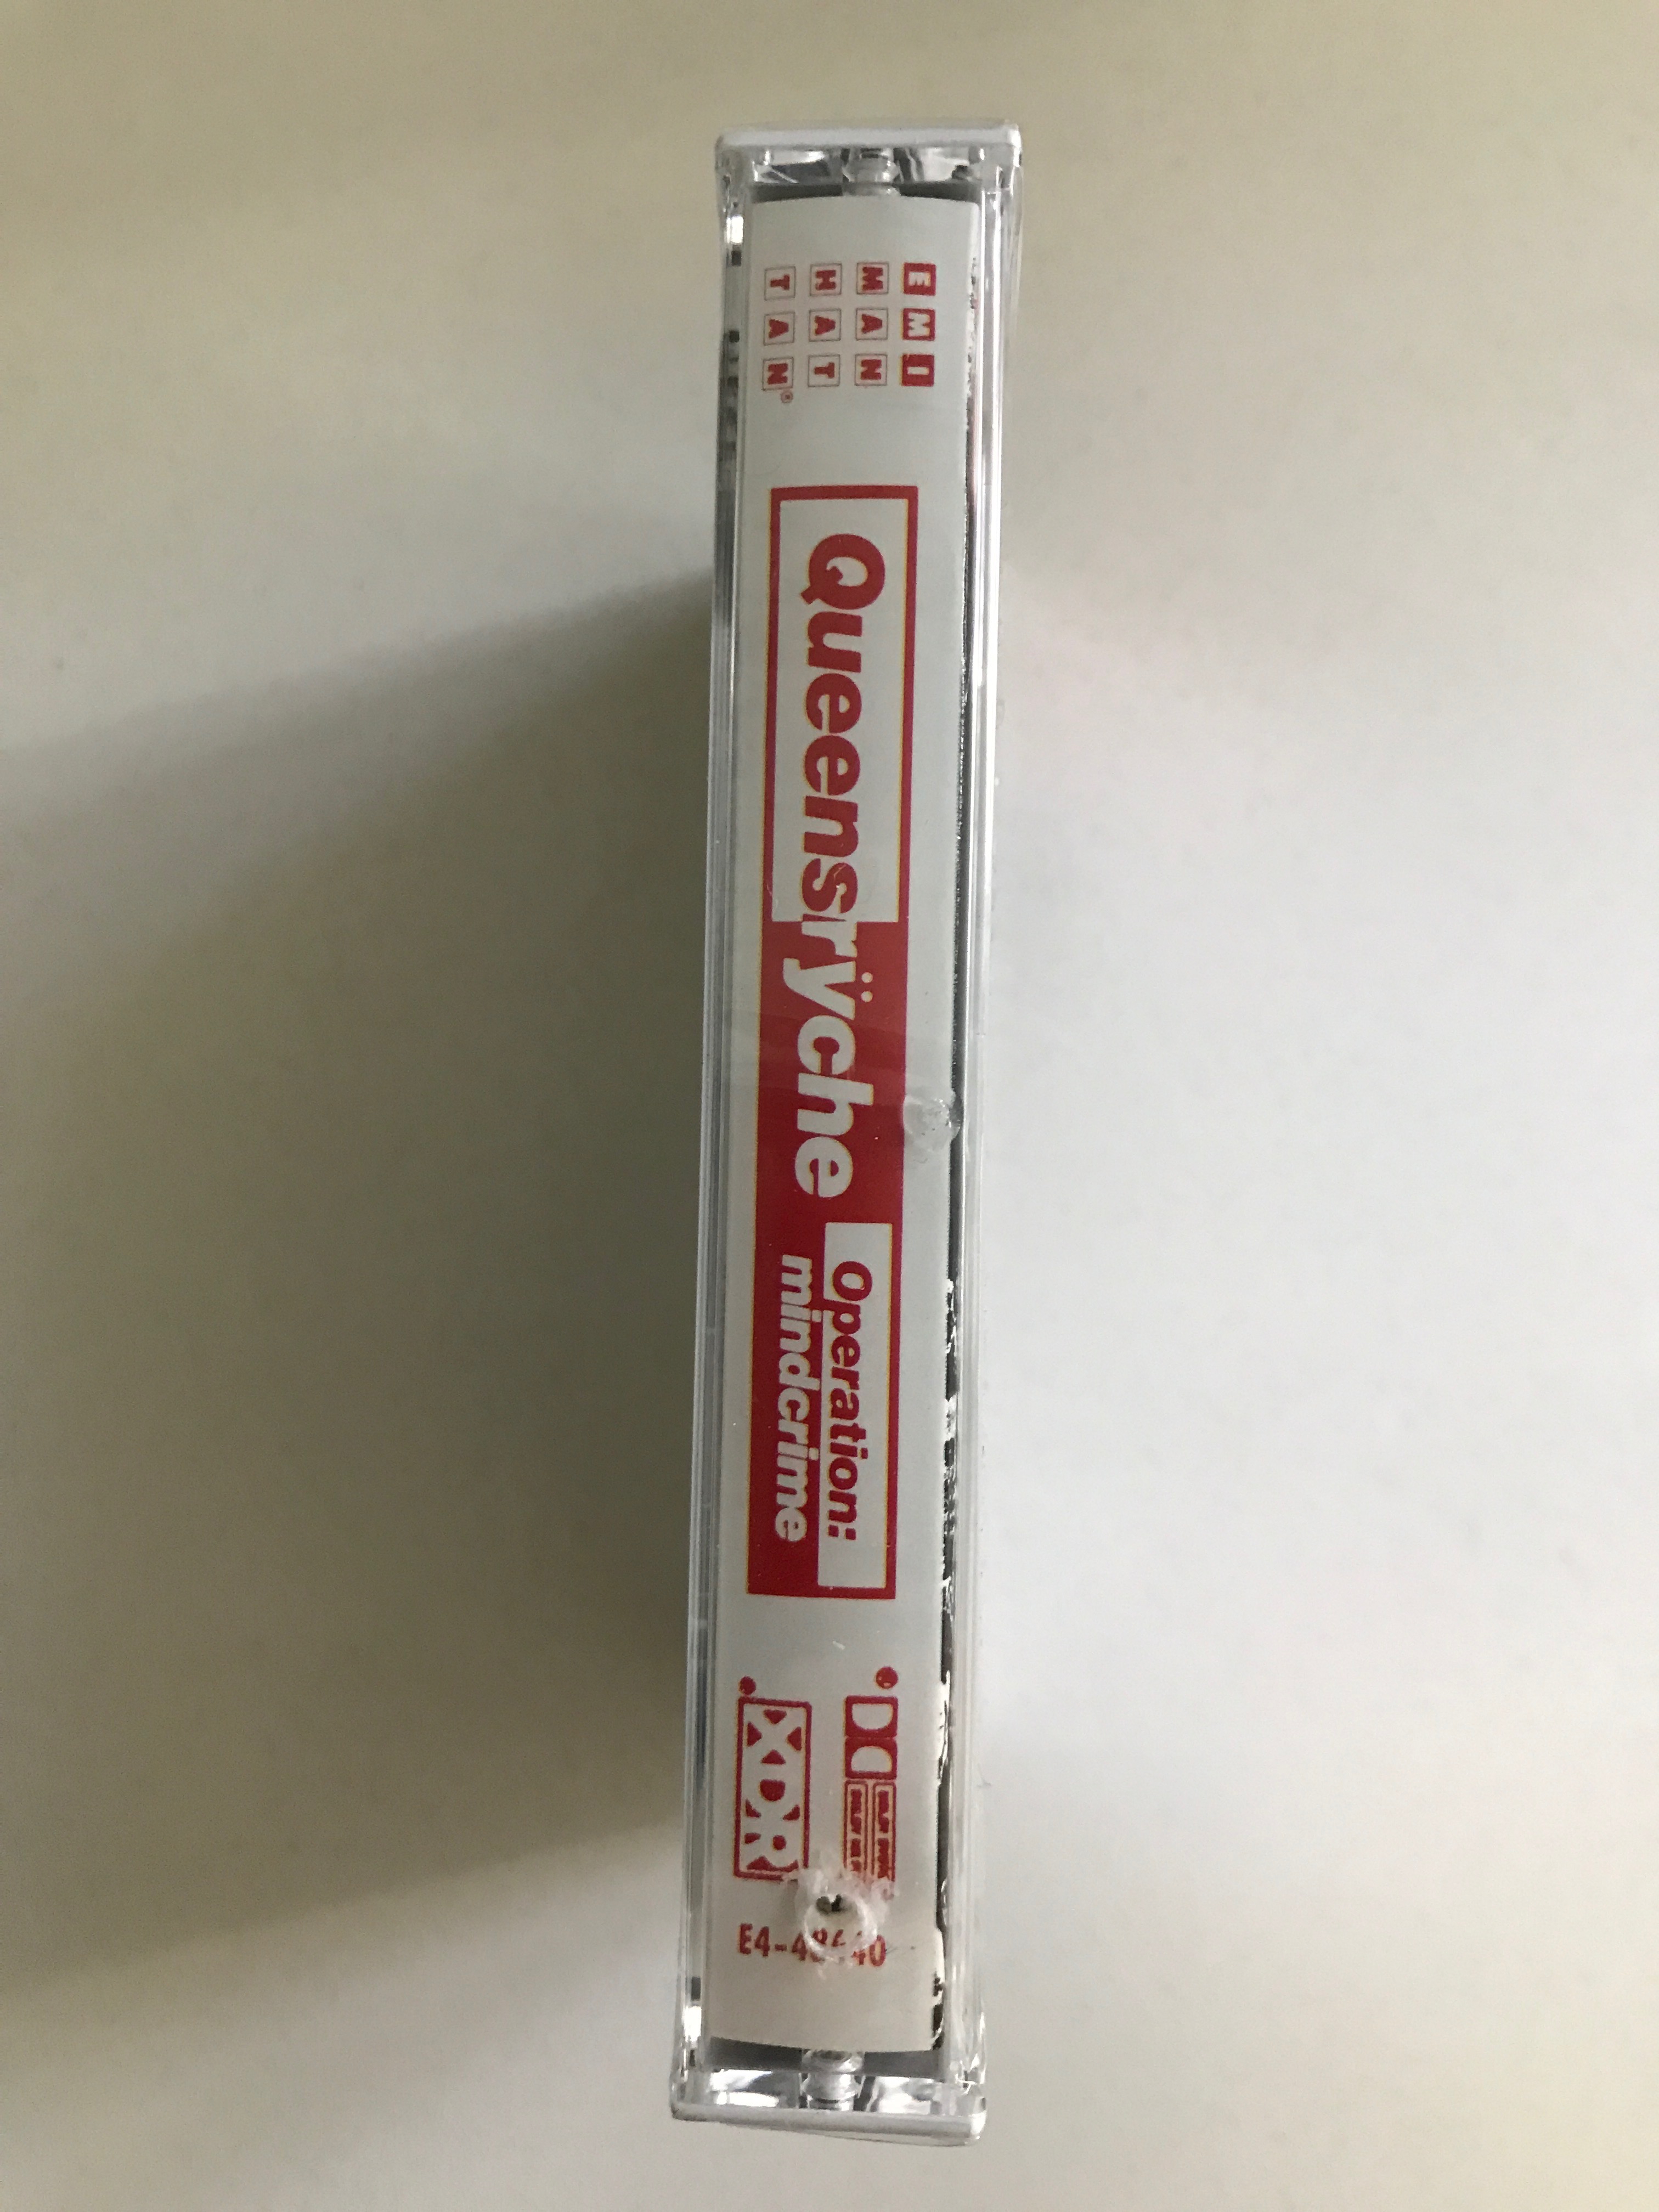 EMI
MAN
HAT
TAN®
Queensrÿche
Operation:
mindcrime
XDR